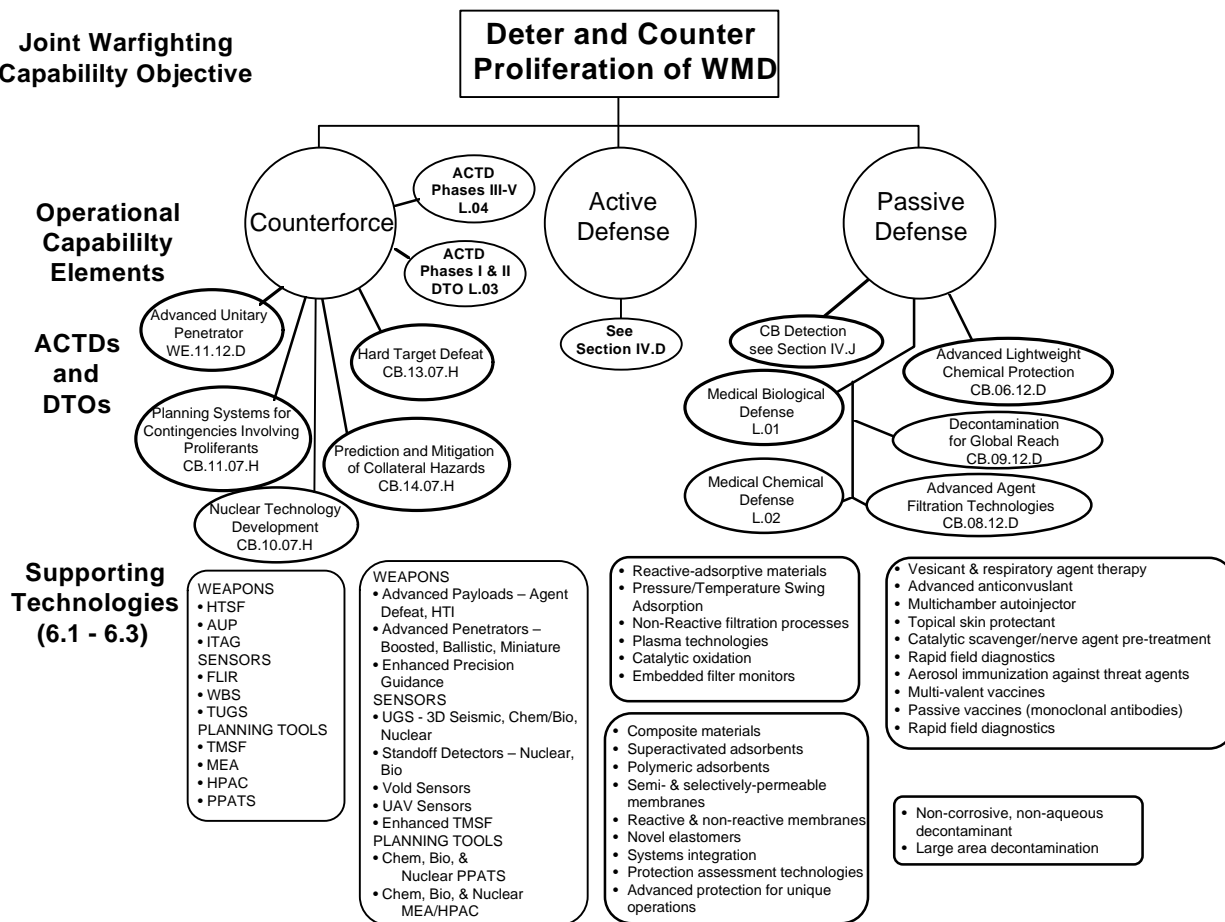 Joint Warfighting
Capabililty Objective
Deter and Counter
Proliferation of WMD
Operational
Capabililty
Elements
Counterforce
ACTD
Phases III-V
L.04
ACTD
Phases I & II
DTO L.03
Active
Defense
Passive
Defense
ACTDs
and
DTOs
Advanced Unitary
Penetrator
WE.11.12.D
Hard Target Defeat
CB.13.07.H
Planning Systems for
Contingencies Involving
Proliferants
CB.11.07.H
Prediction and Mitigation
of Collateral Hazards
CB.14.07.H
Nuclear Technology
Development
CB.10.07.H
See
Section IV.D
CB Detection
see Section IV.J
Advanced Lightweight
Chemical Protection
CB.06.12.D
Medical Biological
Defense
L.01
Decontamination
for Global Reach
CB.09.12.D
Medical Chemical
Defense
L.02
Advanced Agent
Filtration Technologies
CB.08.12.D
Supporting
Technologies
(6.1 - 6.3)
WEAPONS
• HTSF
• AUP
• ITAG
SENSORS
• FLIR
• WBS
• TUGS
PLANNING TOOLS
• TMSF
• MEA
• HPAC
• PPATS
WEAPONS
• Advanced Payloads – Agent
Defeat, HTI
• Advanced Penetrators –
Boosted, Ballistic, Miniature
• Enhanced Precision
Guidance
SENSORS
• UGS - 3D Seismic, Chem/Bio,
Nuclear
• Standoff Detectors – Nuclear,
Bio
• Vold Sensors
• UAV Sensors
• Enhanced TMSF
PLANNING TOOLS
• Chem, Bio, &
Nuclear PPATS
• Chem, Bio, & Nuclear
MEA/HPAC
• Reactive-adsorptive materials
• Pressure/Temperature Swing
Adsorption
• Non-Reactive filtration processes
• Plasma technologies
• Catalytic oxidation
• Embedded filter monitors
• Composite materials
• Superactivated adsorbents
• Polymeric adsorbents
• Semi- & selectively-permeable
membranes
• Reactive & non-reactive membranes
• Novel elastomers
• Systems integration
• Protection assessment technologies
• Advanced protection for unique
operations
• Vesicant & respiratory agent therapy
• Advanced anticonvuslant
• Multichamber autoinjector
• Topical skin protectant
• Catalytic scavenger/nerve agent pre-treatment
• Rapid field diagnostics
• Aerosol immunization against threat agents
• Multi-valent vaccines
• Passive vaccines (monoclonal antibodies)
• Rapid field diagnostics
• Non-corrosive, non-aqueous
decontaminant
• Large area decontamination